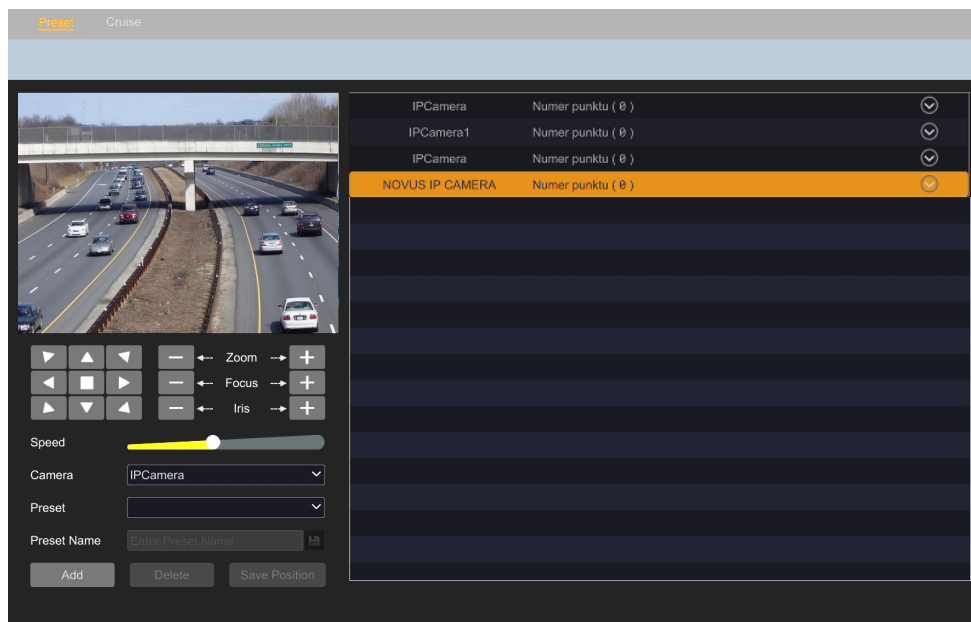 Preset Cruise
IPCamera Numer punktu ( 0 )
IPCamera1 Numer punktu ( 0 )
IPCamera Numer punktu ( 0 )
NOVUS IP CAMERA Numer punktu ( 0 )
Zoom
Focus
Iris
Speed
Camera IPCamera
Preset
Preset Name Enter Preset Name
Add Delete Save Position